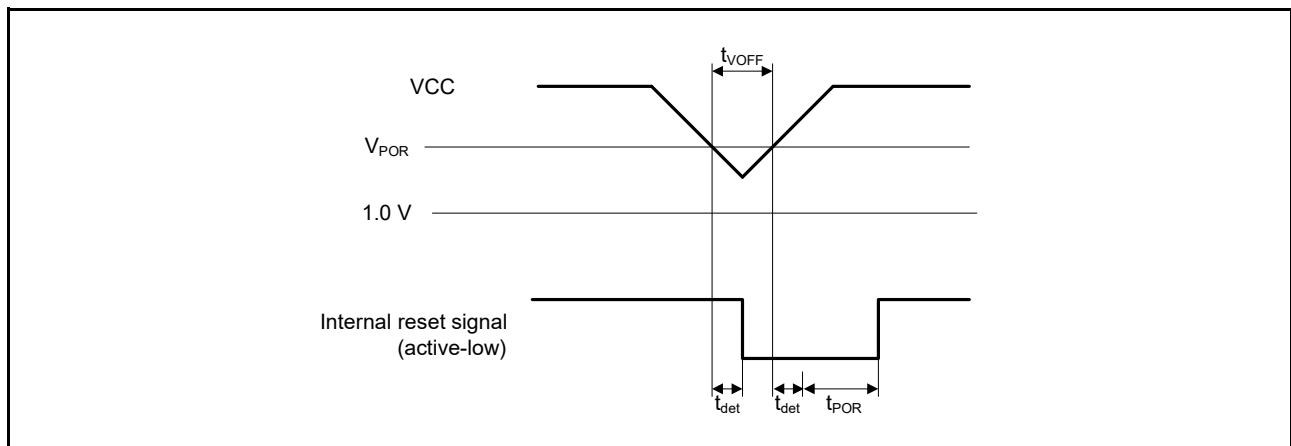 tVOFF
VCC
VPOR
1.0 V
Internal reset signal
(active-low)
tdet
tdet
tPOR